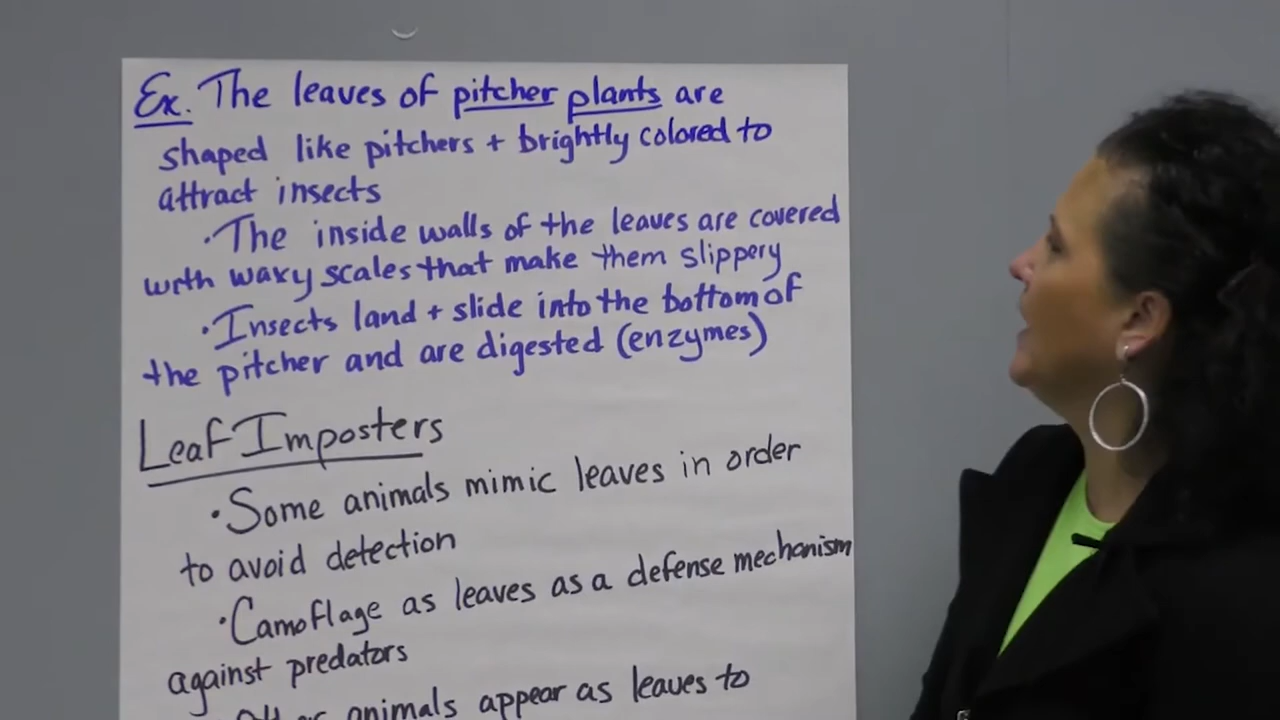 Ex. The leaves of pitcher plants are
shaped like pitchers + brightly colored to
attract insects
·The inside walls of the leaves are covered
with waxy scales that make them slippery
·Insects land + slide into the bottom of
the pitcher and are digested (enzymes)
Leaf Imposters
·Some animals mimic leaves in order
to avoid detection
·Camoflage as leaves as a defense mechanism
against predators
animals appear as leaves to